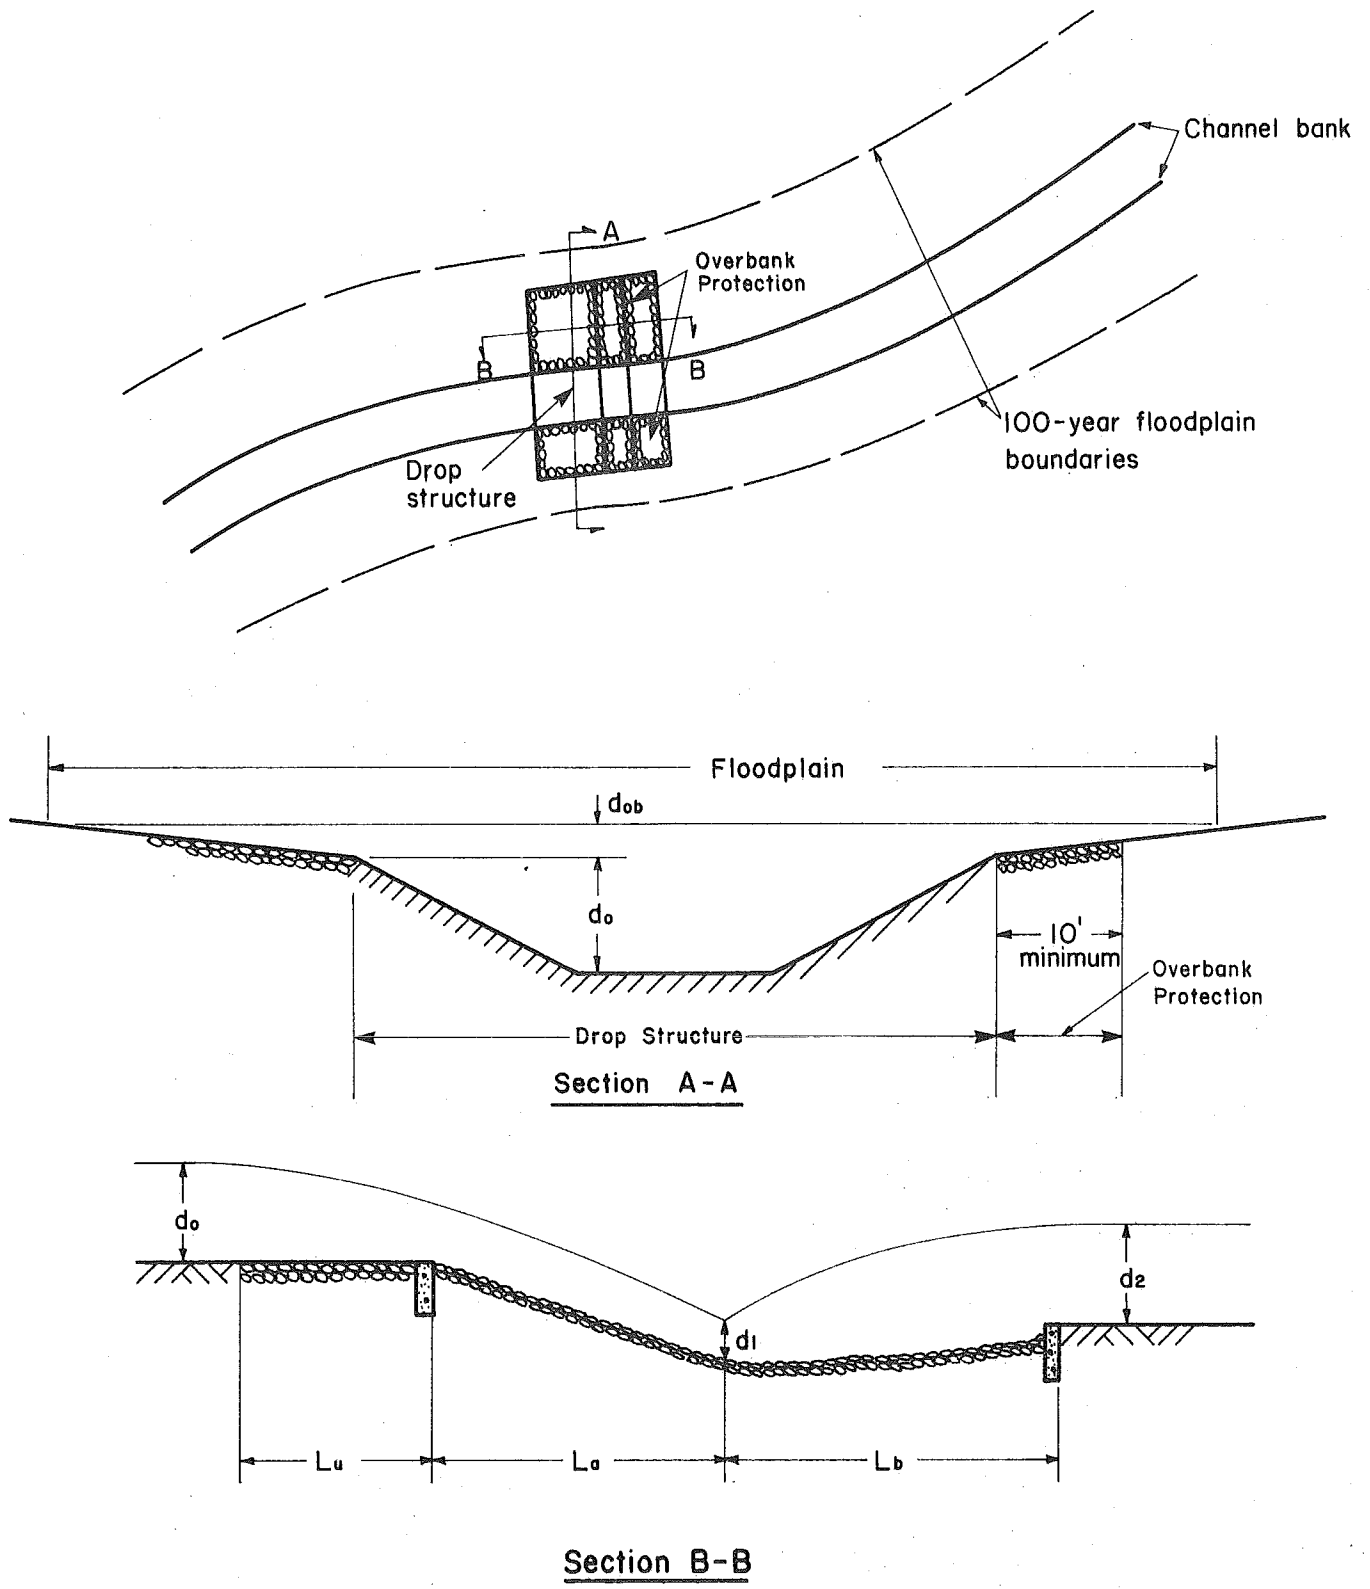 Channel bank
A
Overbank
Protection
B
B
100-year floodplain
boundaries
Drop
structure
Floodplain
dob
do
10'
minimum
Overbank
Protection
Drop Structure
Section A-A
do
d1
d2
Lu
La
Lb
Section B-B